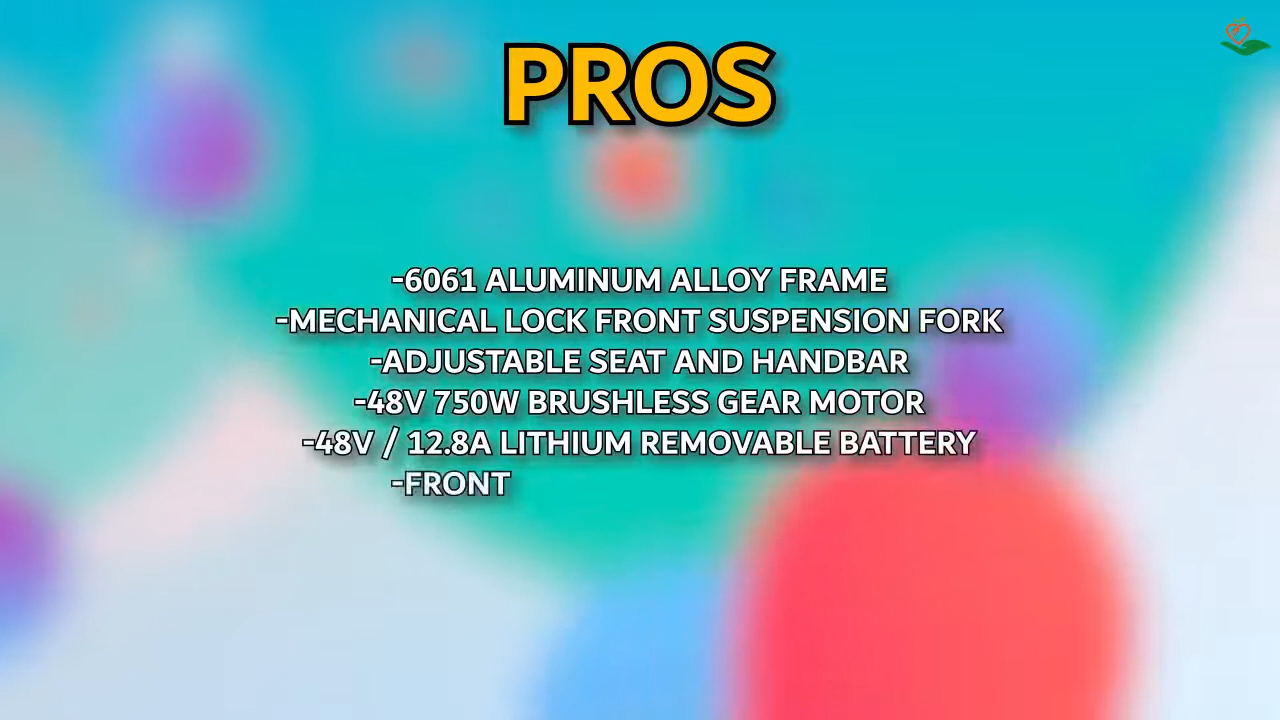 PROS
-6061 ALUMINUM ALLOY FRAME
-MECHANICAL LOCK FRONT SUSPENSION FORK
-ADJUSTABLE SEAT AND HANDBAR
-48V 750W BRUSHLESS GEAR MOTOR
-48V / 12.8A LITHIUM REMOVABLE BATTERY
-FRONT